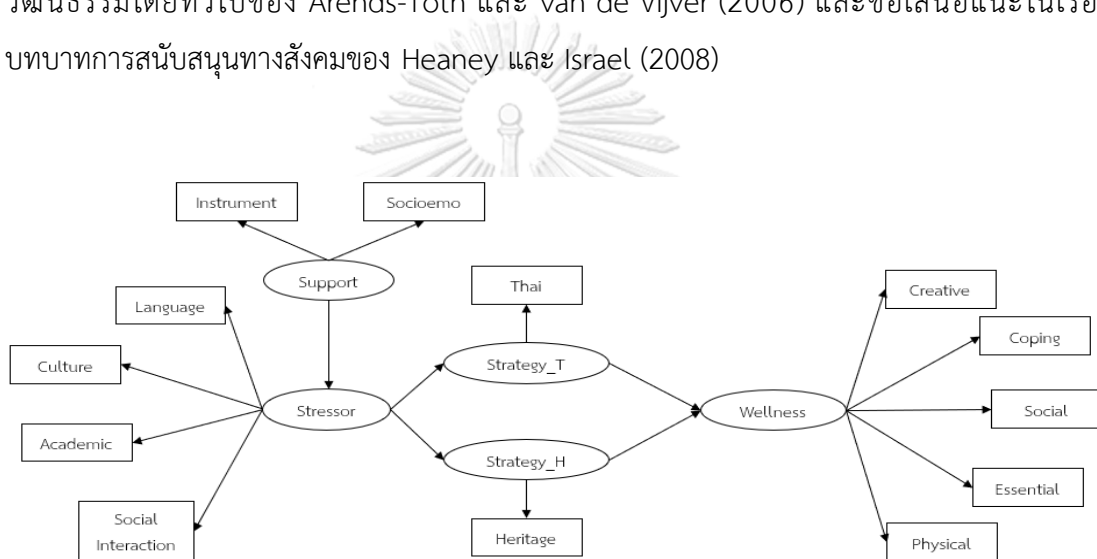 วัฒนธรรมโดยทั่วไปของ Arends-Tóth และ Van de Vijver (2006) และข้อเสนอแนะในเรื่อ
บทบาทการสนับสนุนทางสังคมของ Heaney และ Israel (2008)
Instrument
Socioemo
Support
Thai
Creative
Language
Coping
Culture
Strategy_T
Stressor
Wellness
Social
Academic
Strategy_H
Essential
Social
Interaction
Heritage
Physical